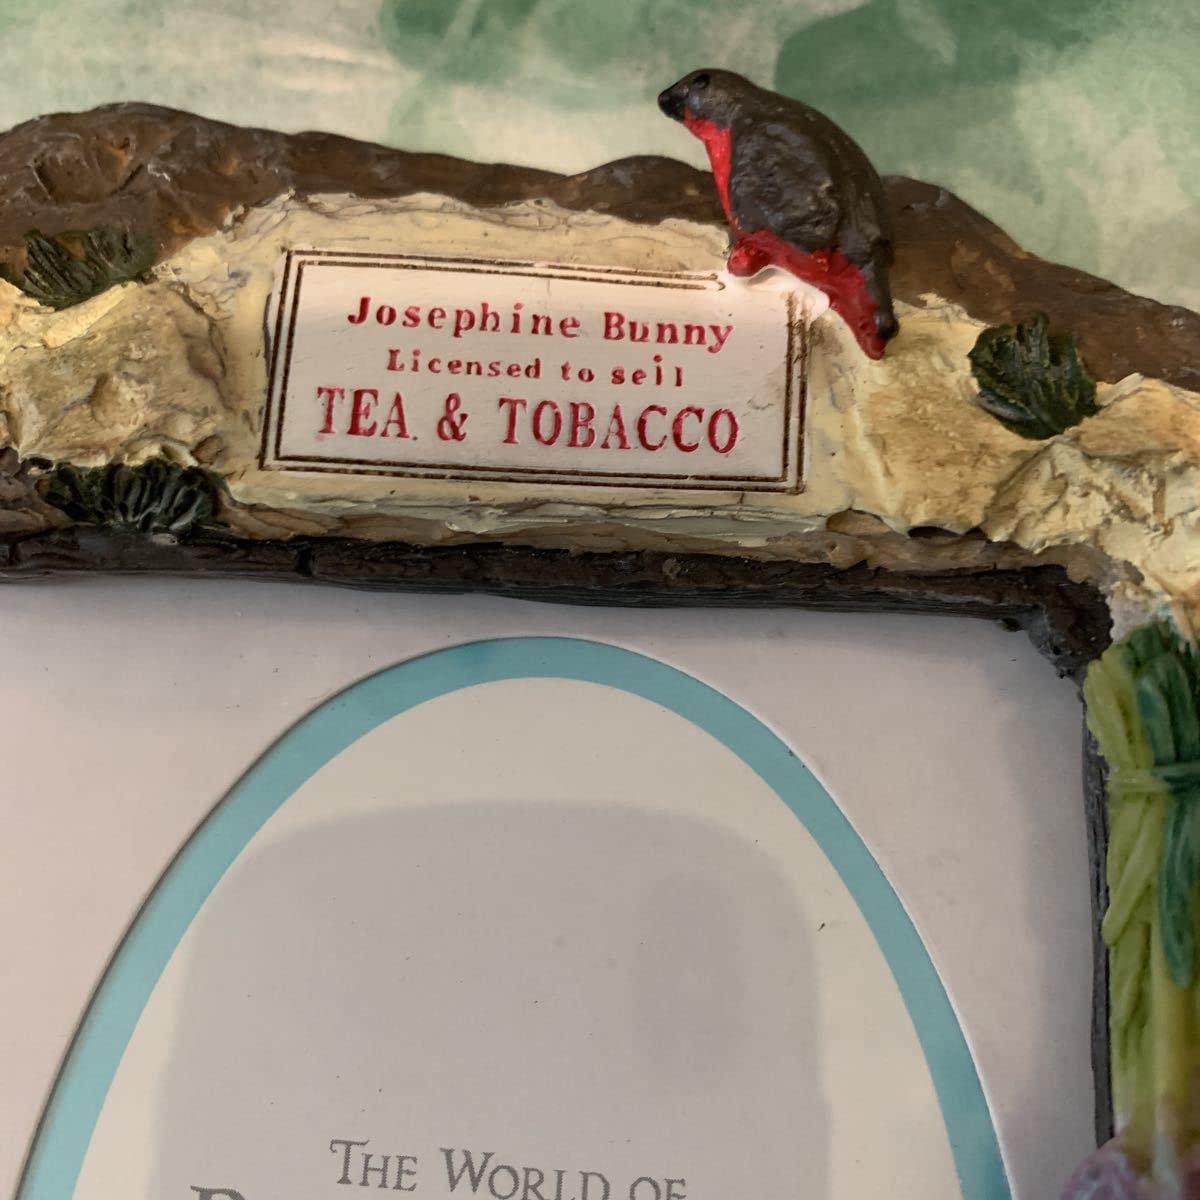 Josephine Bunny
Licensed to sell
TEA & TOBACCO
THE WORLD OF